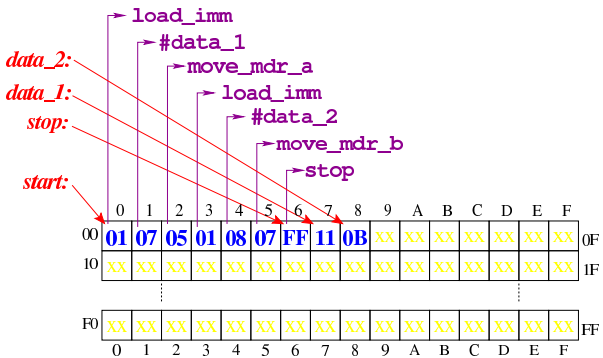 load_imm
#data_1
data_2:
move_mdr_a
data_1:
load_imm
stop:
#data_2
move_mdr_b
stop
start:
0 1 2 3 4 5 6 7 8 9 A B C D E F
00 01 07 05 01 08 07 FF 11 0B xx xx xx xx xx xx xx 0F
10 xx xx xx xx xx xx xx xx xx xx xx xx xx xx xx xx 1F
F0 xx xx xx xx xx xx xx xx xx xx xx xx xx xx xx xx FF
0 1 2 3 4 5 6 7 8 9 A B C D E F